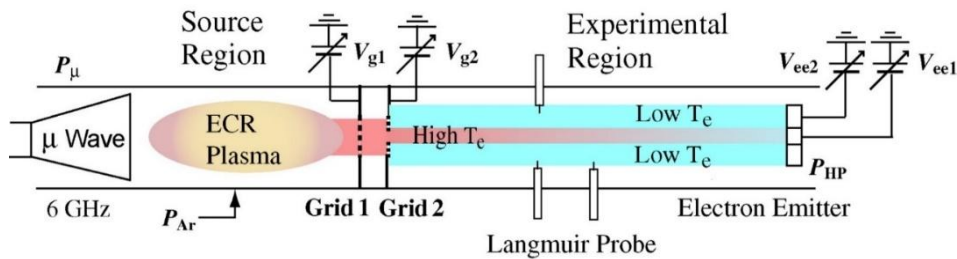 Source
Region
Experimental
Region
V_g1
V_g2
V_ee2
V_ee1
P_μ
μ Wave
ECR
Plasma
High T_e
Low T_e
Low T_e
P_HP
6 GHz
P_Ar
Grid 1
Grid 2
Electron Emitter
Langmuir Probe